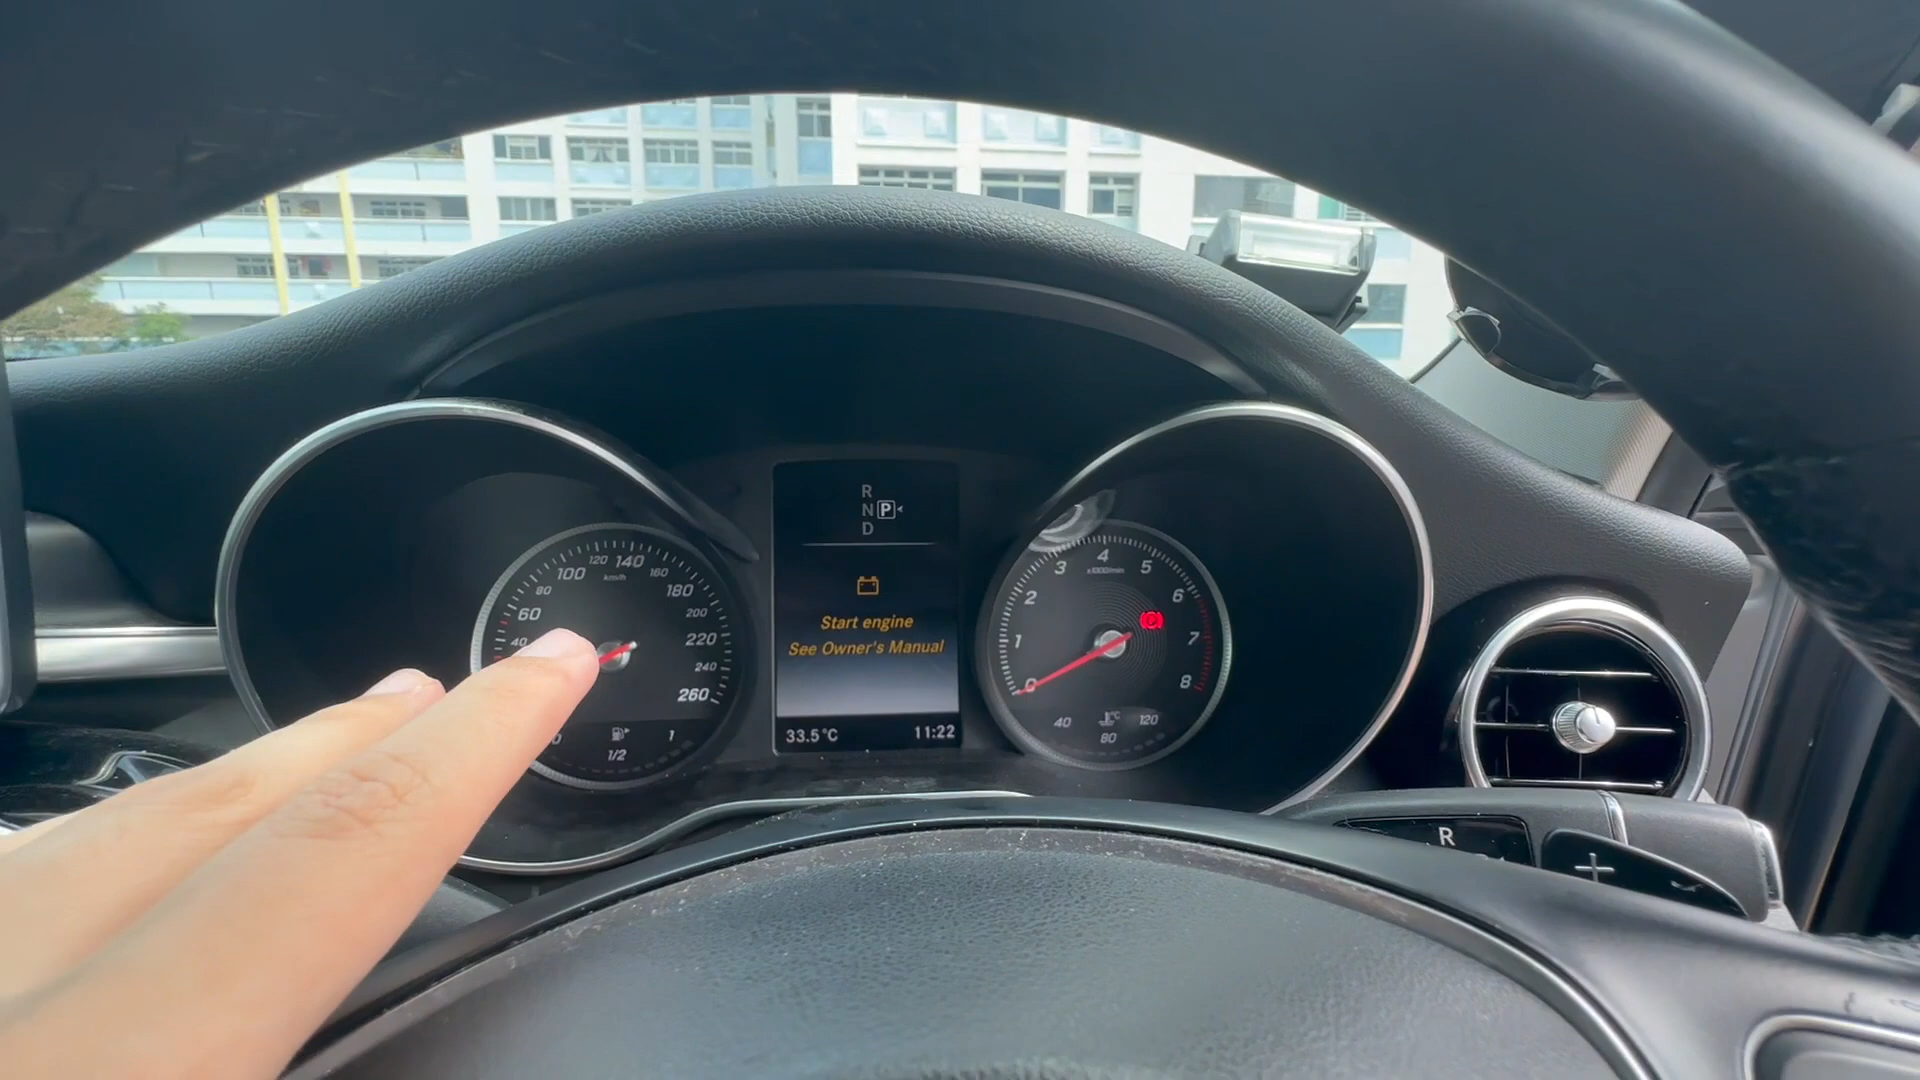 R
N P
D
Start engine
See Owner's Manual
33.5°C
11:22
40
60
80
100
120
140
160
180
200
220
240
260
km/h
0
1/2
1
0
1
2
3
4
5
6
7
8
x1000/min
40
80
120
°C
R
+